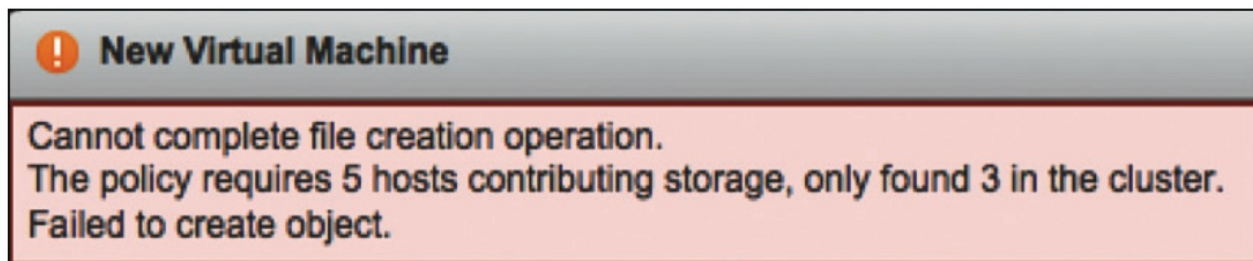 New Virtual Machine
Cannot complete file creation operation.
The policy requires 5 hosts contributing storage, only found 3 in the cluster.
Failed to create object.